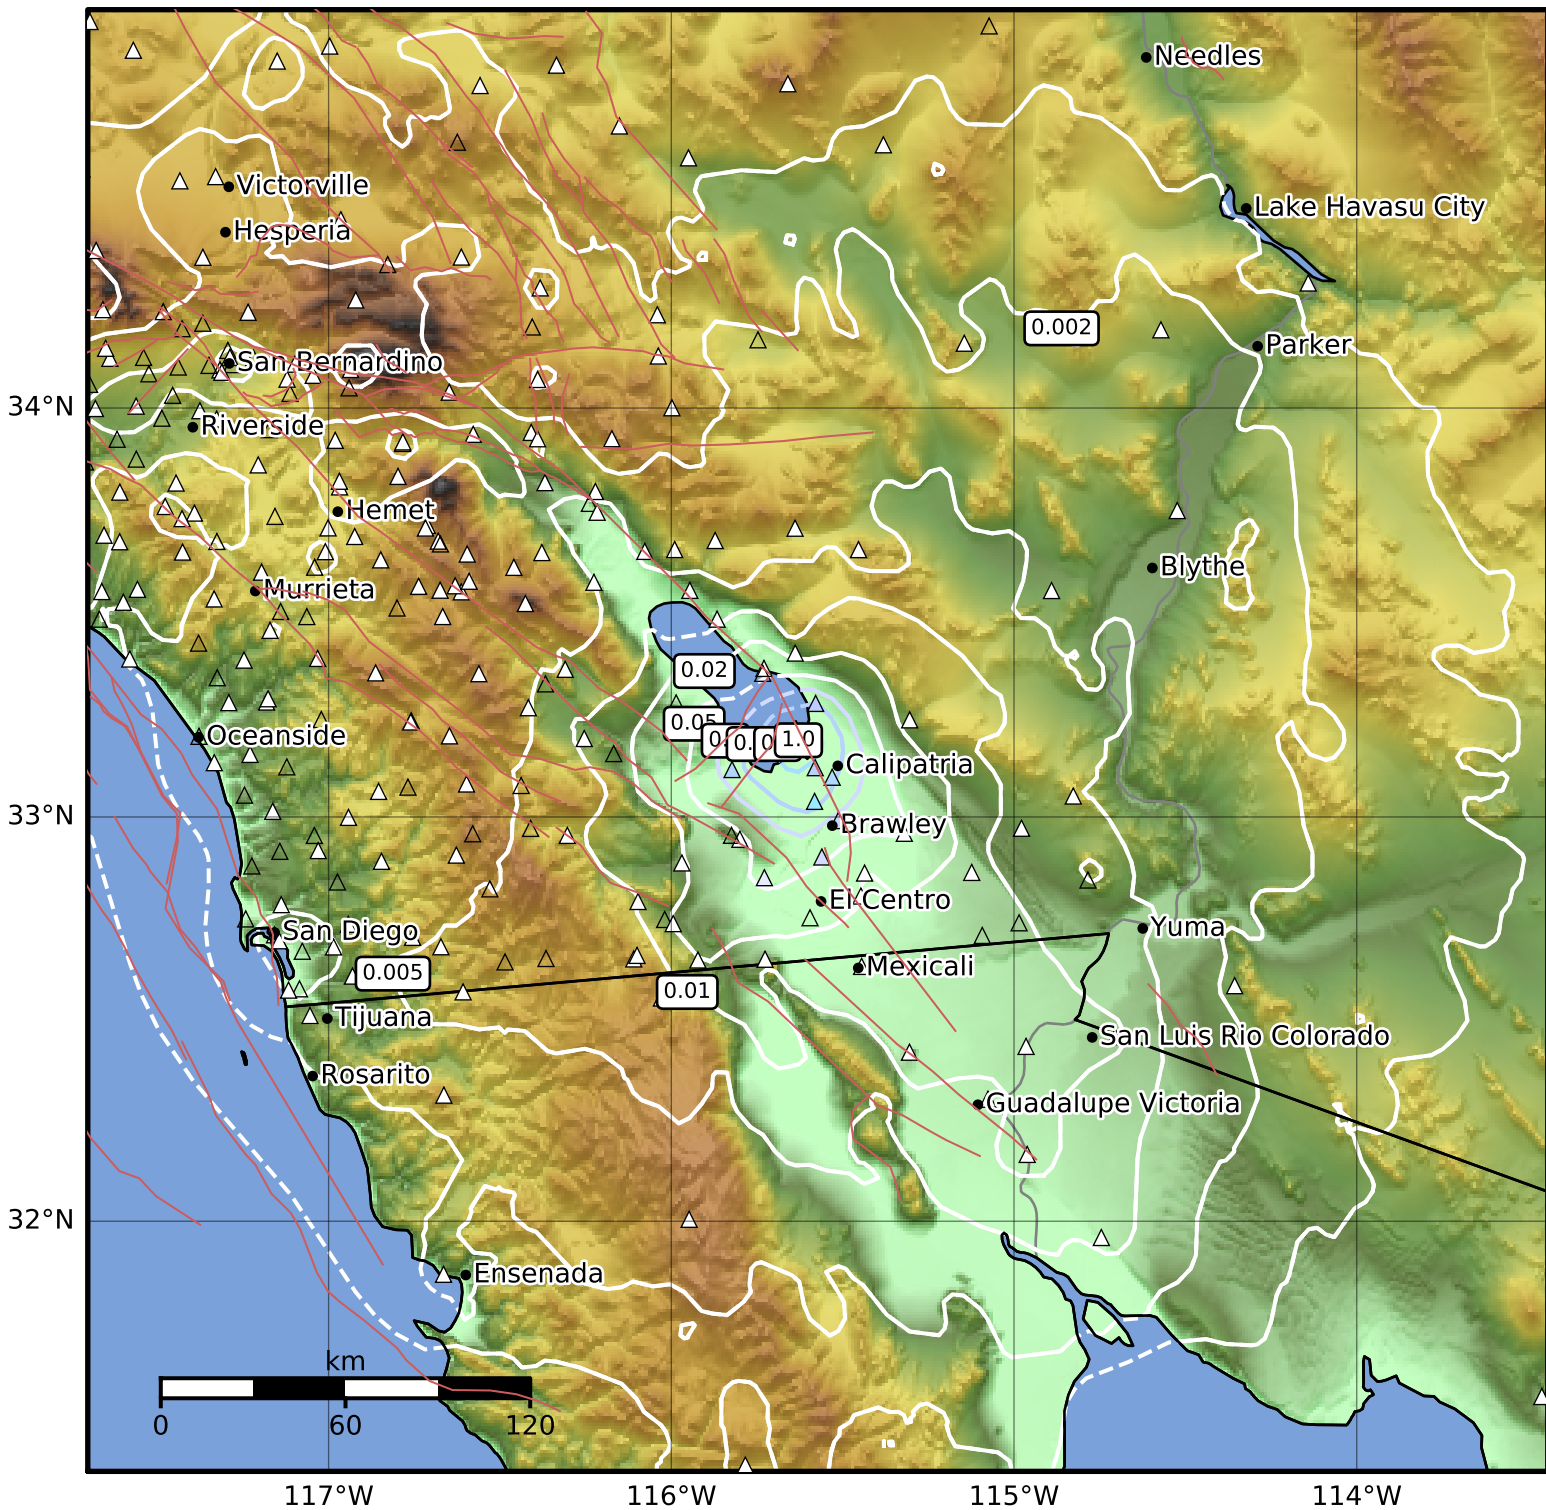 Needles
Victorville
Lake Havasu City
Hesperia
0.002
Parker
San Bernardino
34°N
Riverside
Hemet
Blythe
Murrieta
0.02
0.05
Oceanside
1.0
Calipatria
33°N
Brawley
El Centro
San Diego
Yuma
0.005
Mexicali
0.01
Tijuana
San Luis Rio Colorado
Rosarito
Guadalupe Victoria
32°N
Ensenada
km
0 60 120
117°W 116°W 115°W 114°W